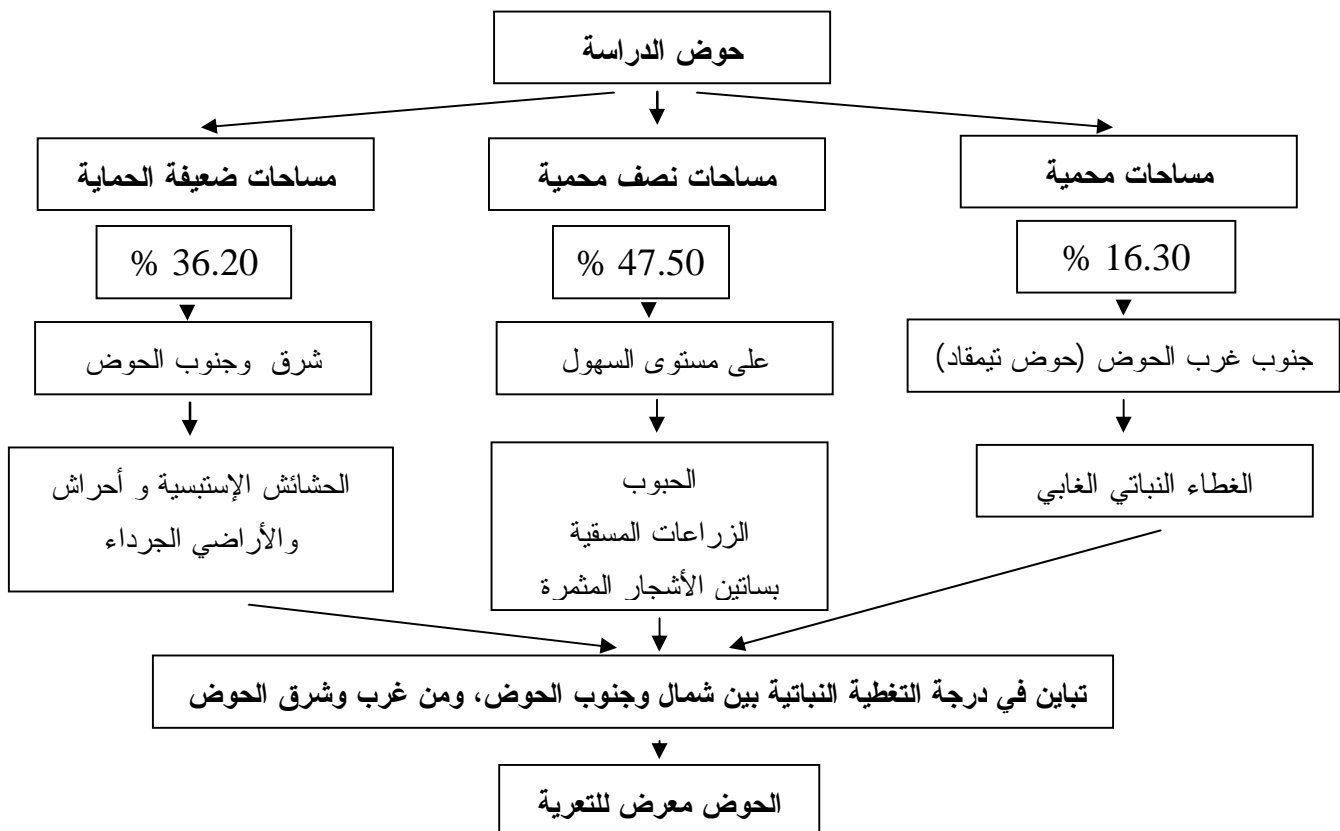 حوض الدراسة
مساحات محمية
مساحات نصف محمية
مساحات ضعيفة الحماية
% 16.30
% 47.50
% 36.20
جنوب غرب الحوض (حوض تيمقاد)
على مستوى السهول
شرق وجنوب الحوض
الغطاء النباتي الغابي
الحبوب
الزراعات المسقية
بساتين الأشجار المثمرة
الحشائش الإستبسية و أحراش
والأراضي الجرداء
تباين في درجة التغطية النباتية بين شمال وجنوب الحوض، ومن غرب وشرق الحوض
الحوض معرض للتعرية